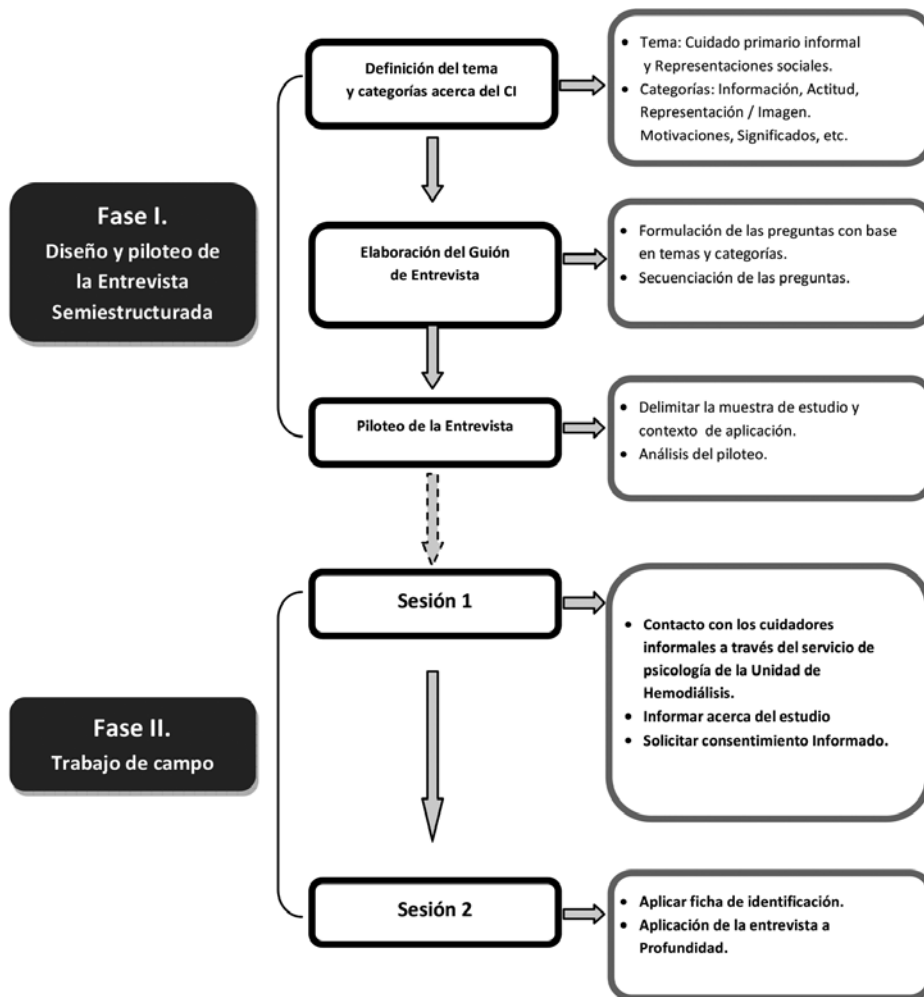 Fase I.
Diseño y piloteo de
la Entrevista
Semiestructurada
Definición del tema
y categorías acerca del CI
• Tema: Cuidado primario informal
y Representaciones sociales.
• Categorías: Información, Actitud,
Representación / Imagen.
Motivaciones, Significados, etc.
Elaboración del Guión
de Entrevista
• Formulación de las preguntas con base
en temas y categorías.
• Secuenciación de las preguntas.
Piloteo de la Entrevista
• Delimitar la muestra de estudio y
contexto de aplicación.
• Análisis del piloteo.
Fase II.
Trabajo de campo
Sesión 1
• Contacto con los cuidadores
informales a través del servicio de
psicología de la Unidad de
Hemodiálisis.
• Informar acerca del estudio
• Solicitar consentimiento Informado.
Sesión 2
• Aplicar ficha de identificación.
• Aplicación de la entrevista a
Profundidad.